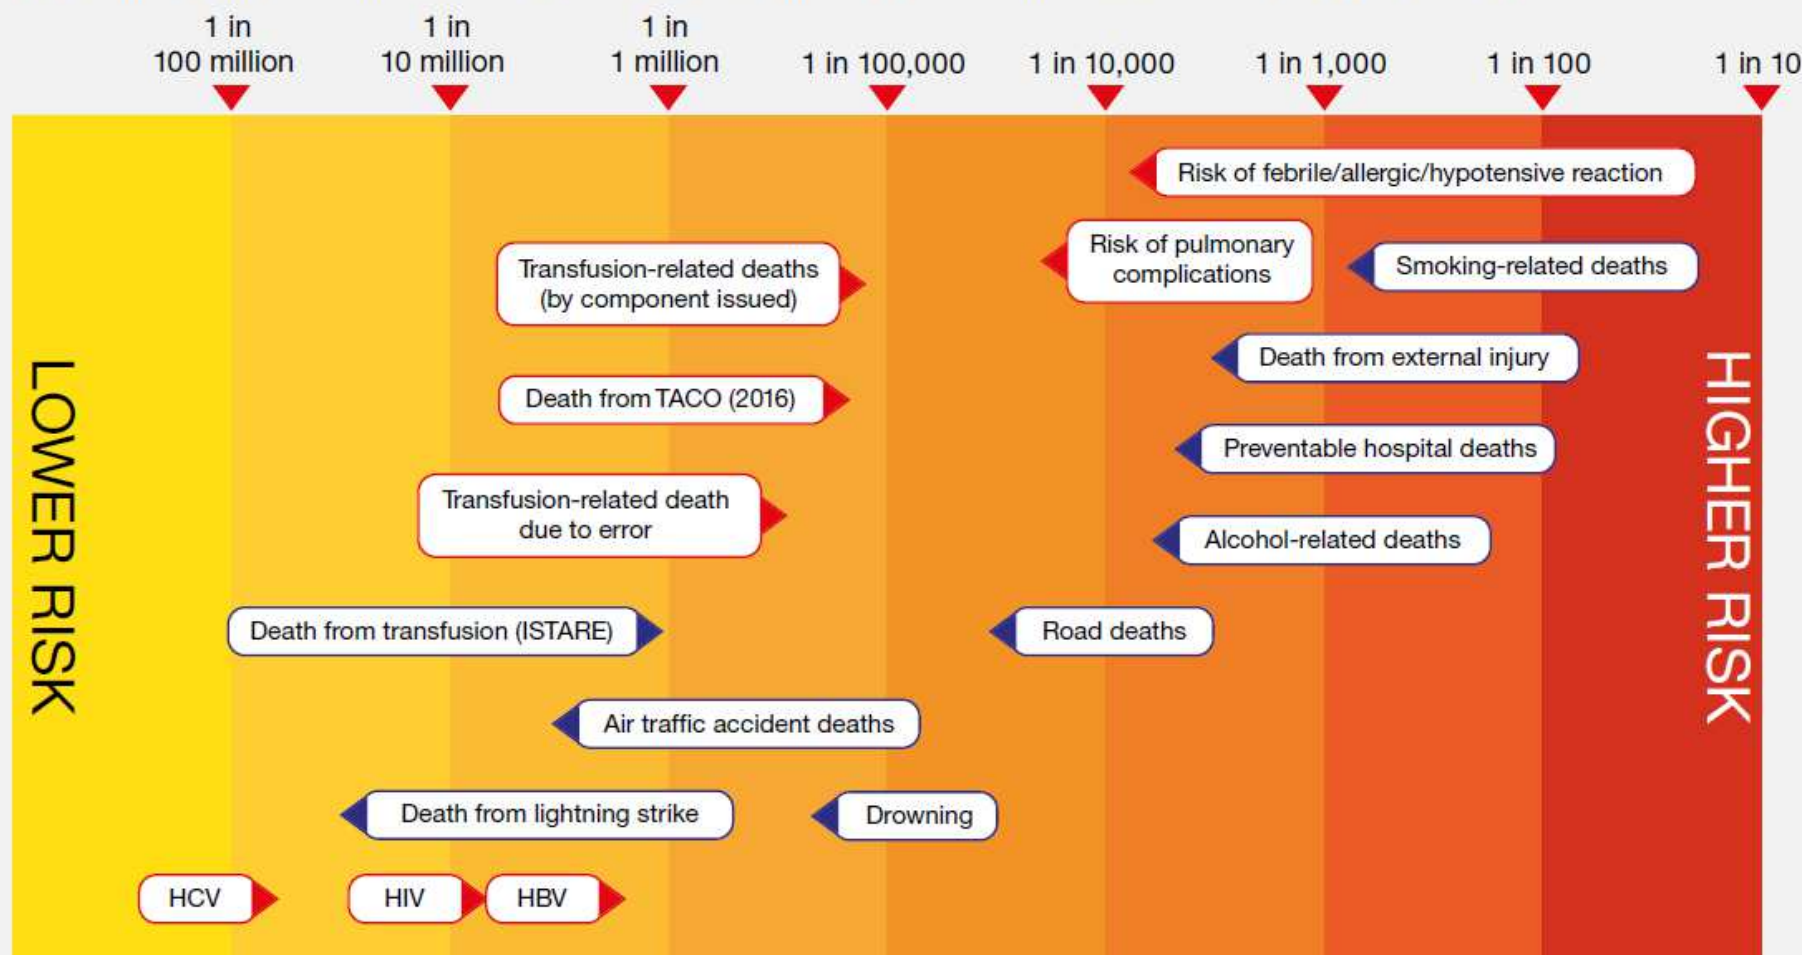 1 in
100 million
1 in
10 million
1 in
1 million
1 in 100,000
1 in 10,000
1 in 1,000
1 in 100
1 in 10
LOWER RISK
HIGHER RISK
Risk of febrile/allergic/hypotensive reaction
Transfusion-related deaths
(by component issued)
Risk of pulmonary
complications
Smoking-related deaths
Death from external injury
Death from TACO (2016)
Preventable hospital deaths
Transfusion-related death
due to error
Alcohol-related deaths
Death from transfusion (ISTARE)
Road deaths
Air traffic accident deaths
Death from lightning strike
Drowning
HCV
HIV
HBV